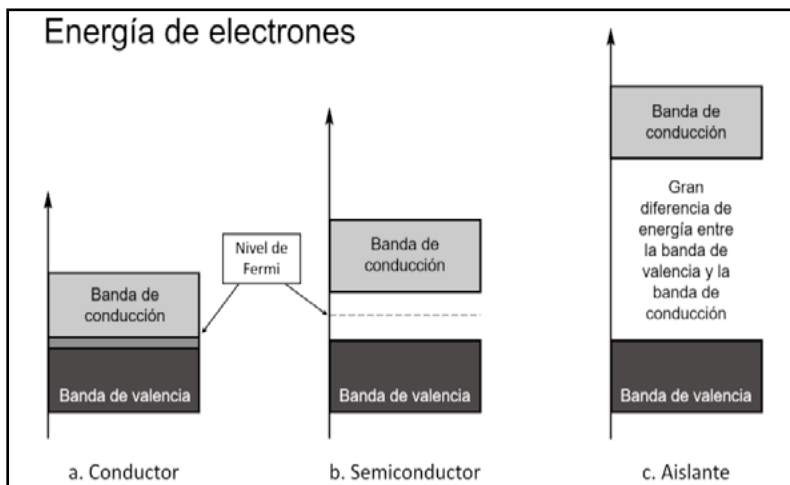 Energía de electrones
Banda de
conducción
Banda de valencia
a. Conductor
Nivel de
Fermi
Banda de
conducción
Banda de valencia
b. Semiconductor
Banda de
conducción
Gran
diferencia de
energía entre
la banda de
valencia y la
banda de
conducción
Banda de valencia
c. Aislante